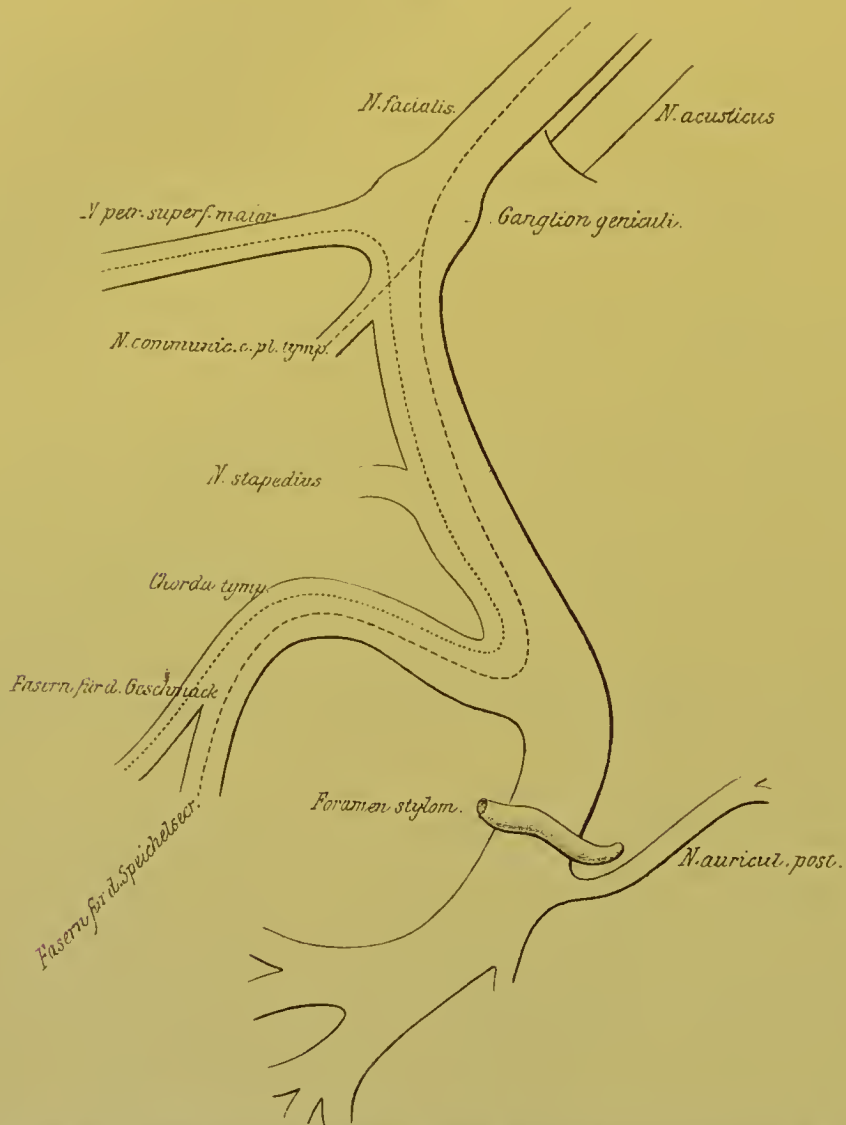 N. facialis.
N. acusticus
N petr. superf. maior
Ganglion geniculi.
N. communic. c. pl. tymp.
N. stapedius
Chorda tymp.
Fasern für d. Geschmack
Foramen stylom.
N. auricul. post.
Fasern für d. Speichelsecr.